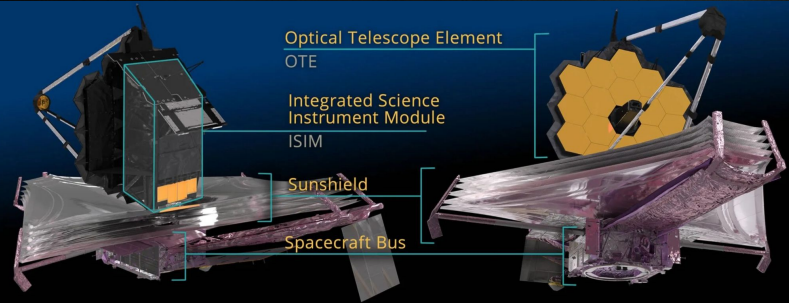 Optical Telescope Element
OTE
Integrated Science
Instrument Module
ISIM
Sunshield
Spacecraft Bus